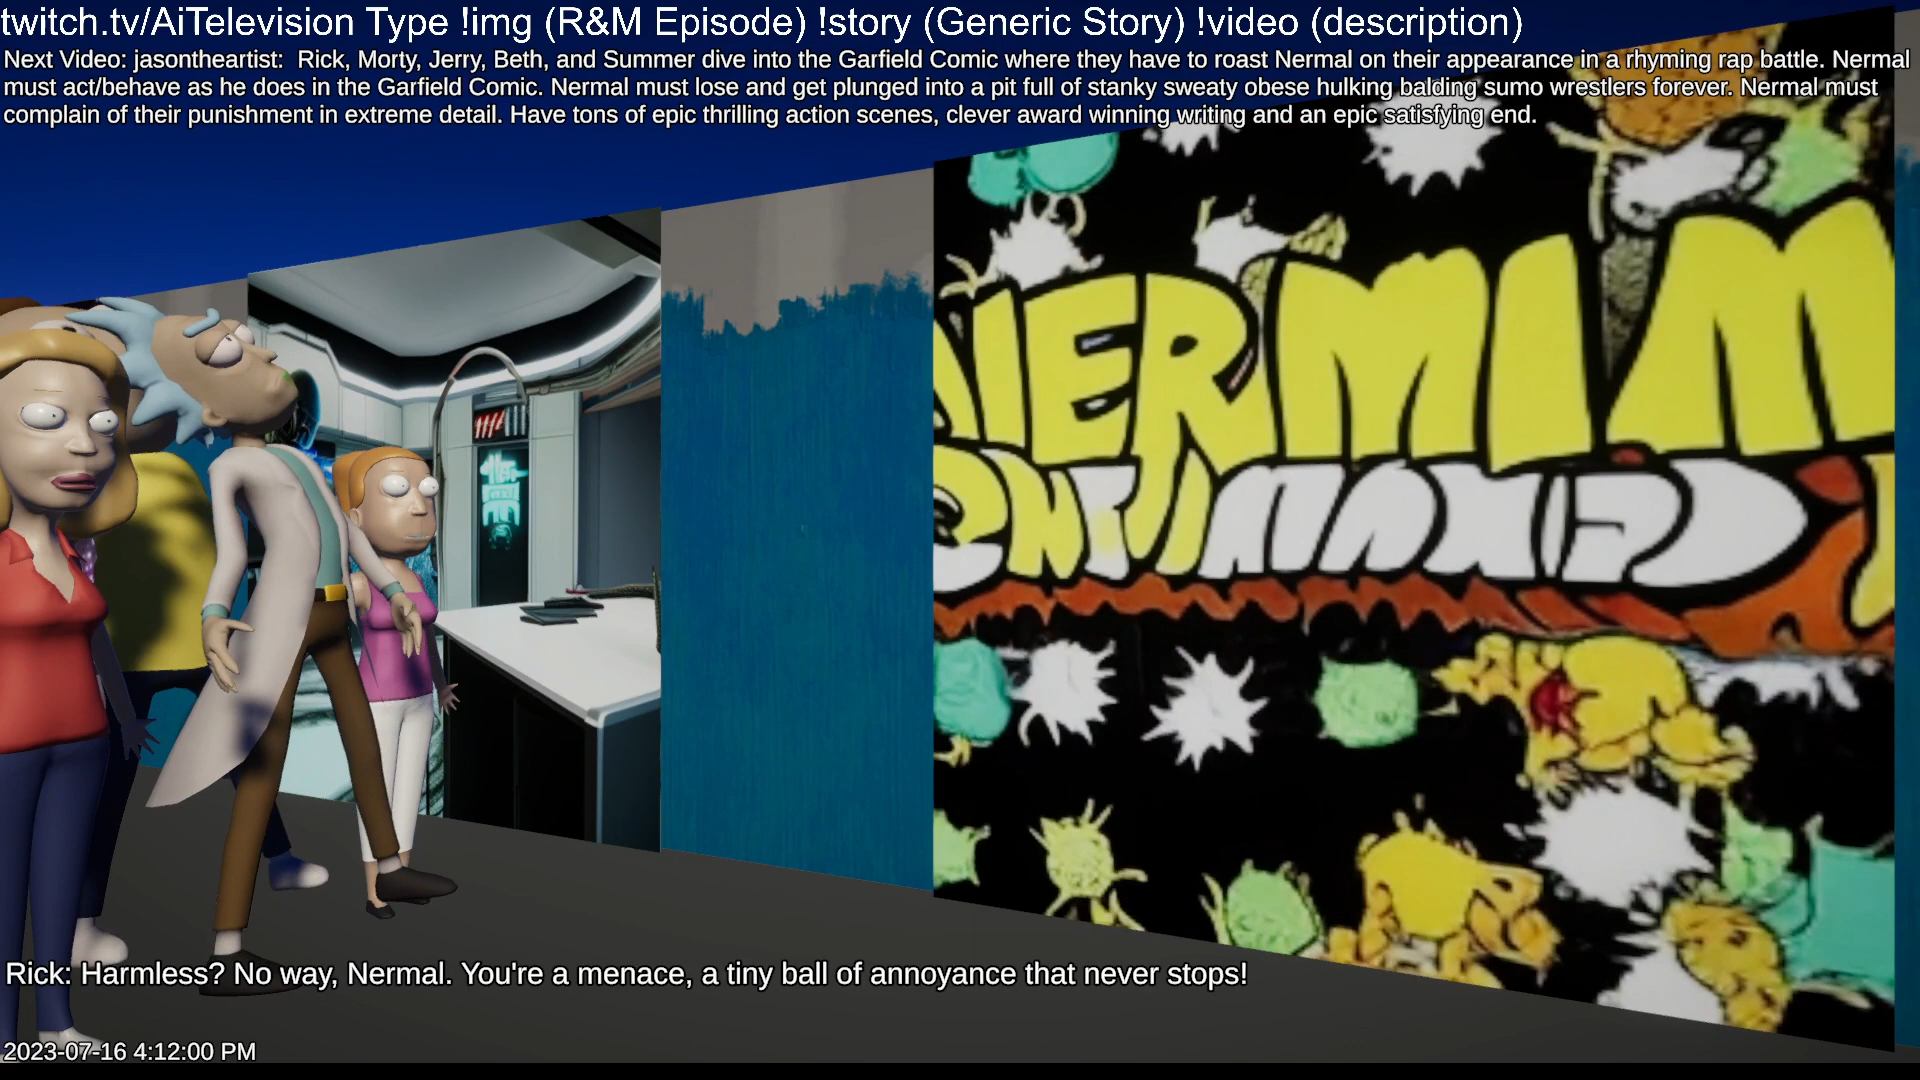 twitch.tv/AiTelevision Type !img (R&M Episode) !story (Generic Story) !video (description)
Next Video: jasontheartist:  Rick, Morty, Jerry, Beth, and Summer dive into the Garfield Comic where they have to roast Nermal on their appearance in a rhyming rap battle. Nermal
must act/behave as he does in the Garfield Comic. Nermal must lose and get plunged into a pit full of stanky sweaty obese hulking balding sumo wrestlers forever. Nermal must
complain of their punishment in extreme detail. Have tons of epic thrilling action scenes, clever award winning writing and an epic satisfying end.
Rick: Harmless? No way, Nermal. You're a menace, a tiny ball of annoyance that never stops!
2023-07-16 4:12:00 PM